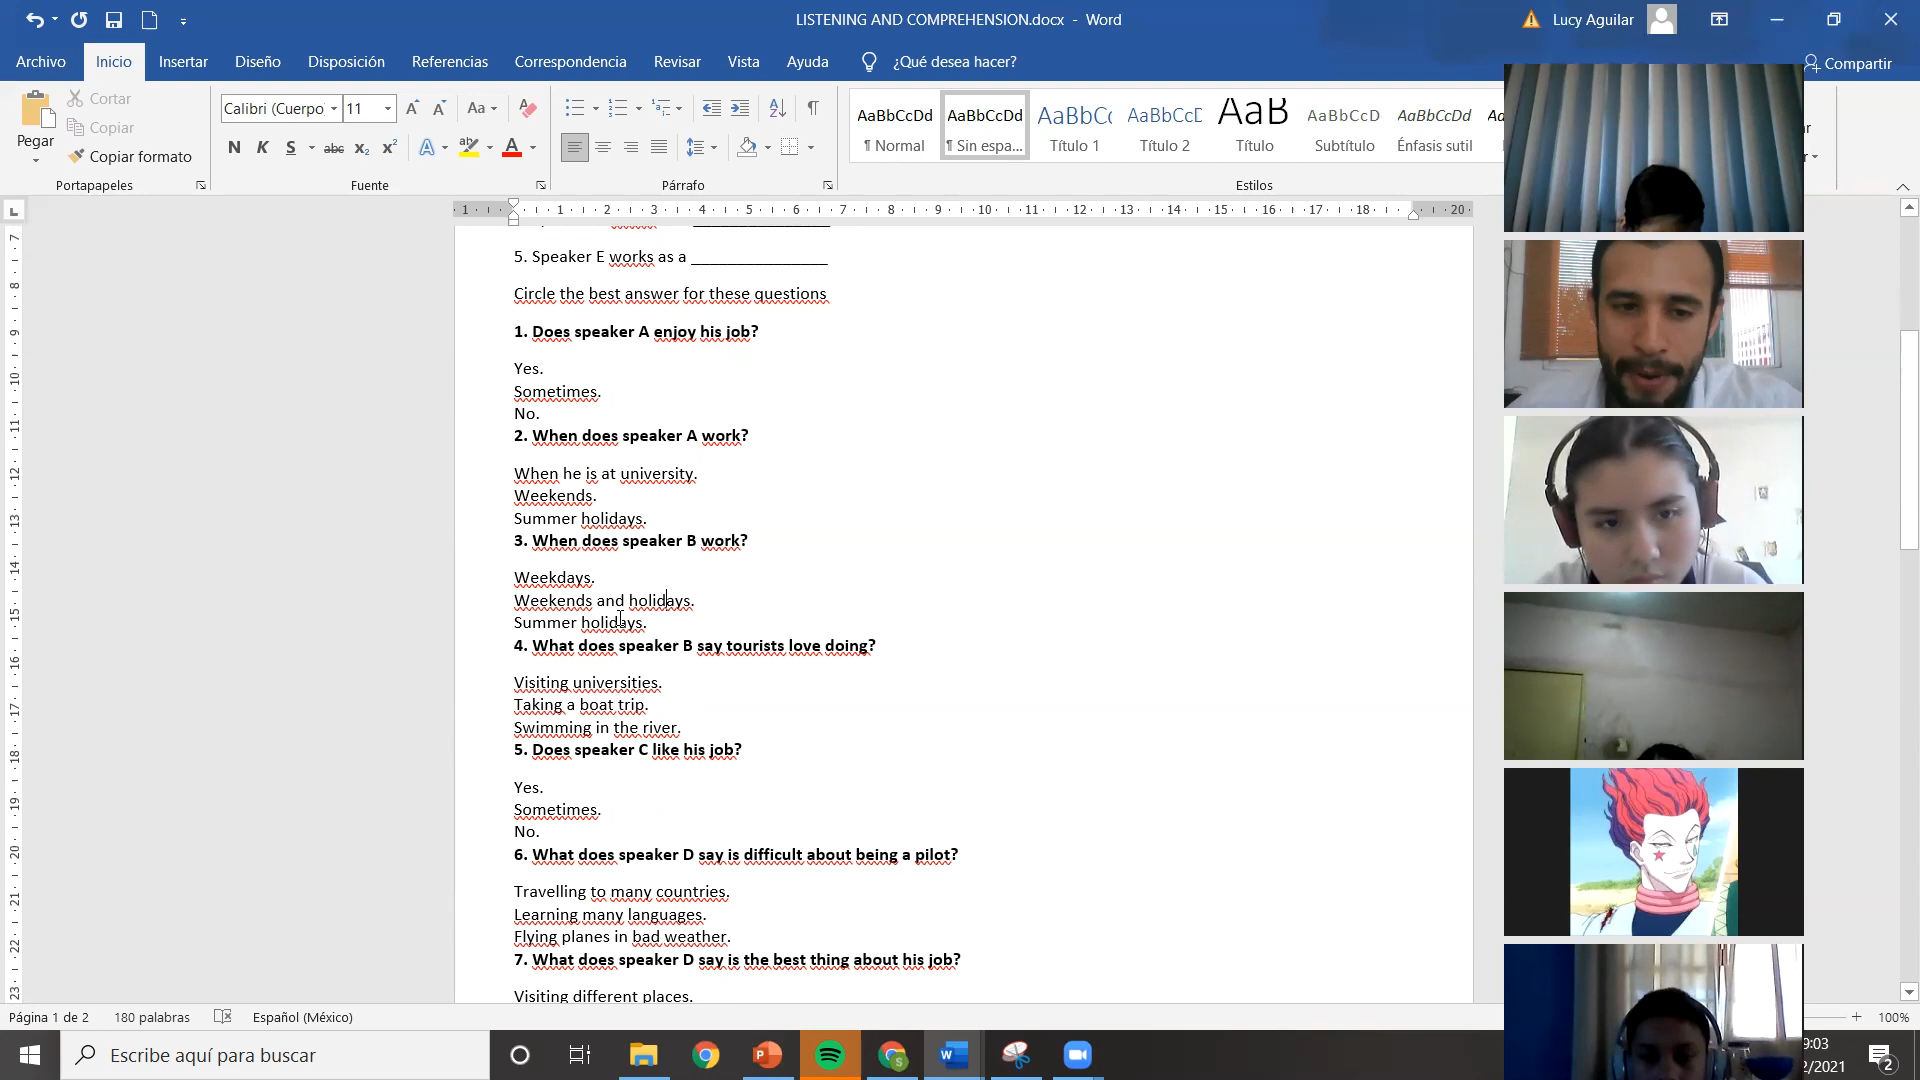 LISTENING AND COMPREHENSION.docx - Word
Lucy Aguilar
Archivo Inicio Insertar Diseño Disposición Referencias Correspondencia Revisar Vista Ayuda ¿Qué desea hacer?
Compartir
Pegar
Cortar
Copiar
Copiar formato
Portapapeles
Calibri (Cuerpo 11
Aa
N K S abc x₂ x²
Fuente
Párrafo
AaBbCcDd AaBbCcDd AaBbC AaBbCcD AaB AaBbCcD AaBbCcDd
¶ Normal ¶ Sin espa... Título 1 Título 2 Título Subtítulo Énfasis sutil
Estilos
5. Speaker E works as a _______________
Circle the best answer for these questions
1. Does speaker A enjoy his job?
Yes.
Sometimes.
No.
2. When does speaker A work?
When he is at university.
Weekends.
Summer holidays.
3. When does speaker B work?
Weekdays.
Weekends and holidays.
Summer holidays.
4. What does speaker B say tourists love doing?
Visiting universities.
Taking a boat trip.
Swimming in the river.
5. Does speaker C like his job?
Yes.
Sometimes.
No.
6. What does speaker D say is difficult about being a pilot?
Travelling to many countries.
Learning many languages.
Flying planes in bad weather.
7. What does speaker D say is the best thing about his job?
Visiting different places.
Página 1 de 2 180 palabras Español (México) 100%
Escribe aquí para buscar
9:03
/2021
2